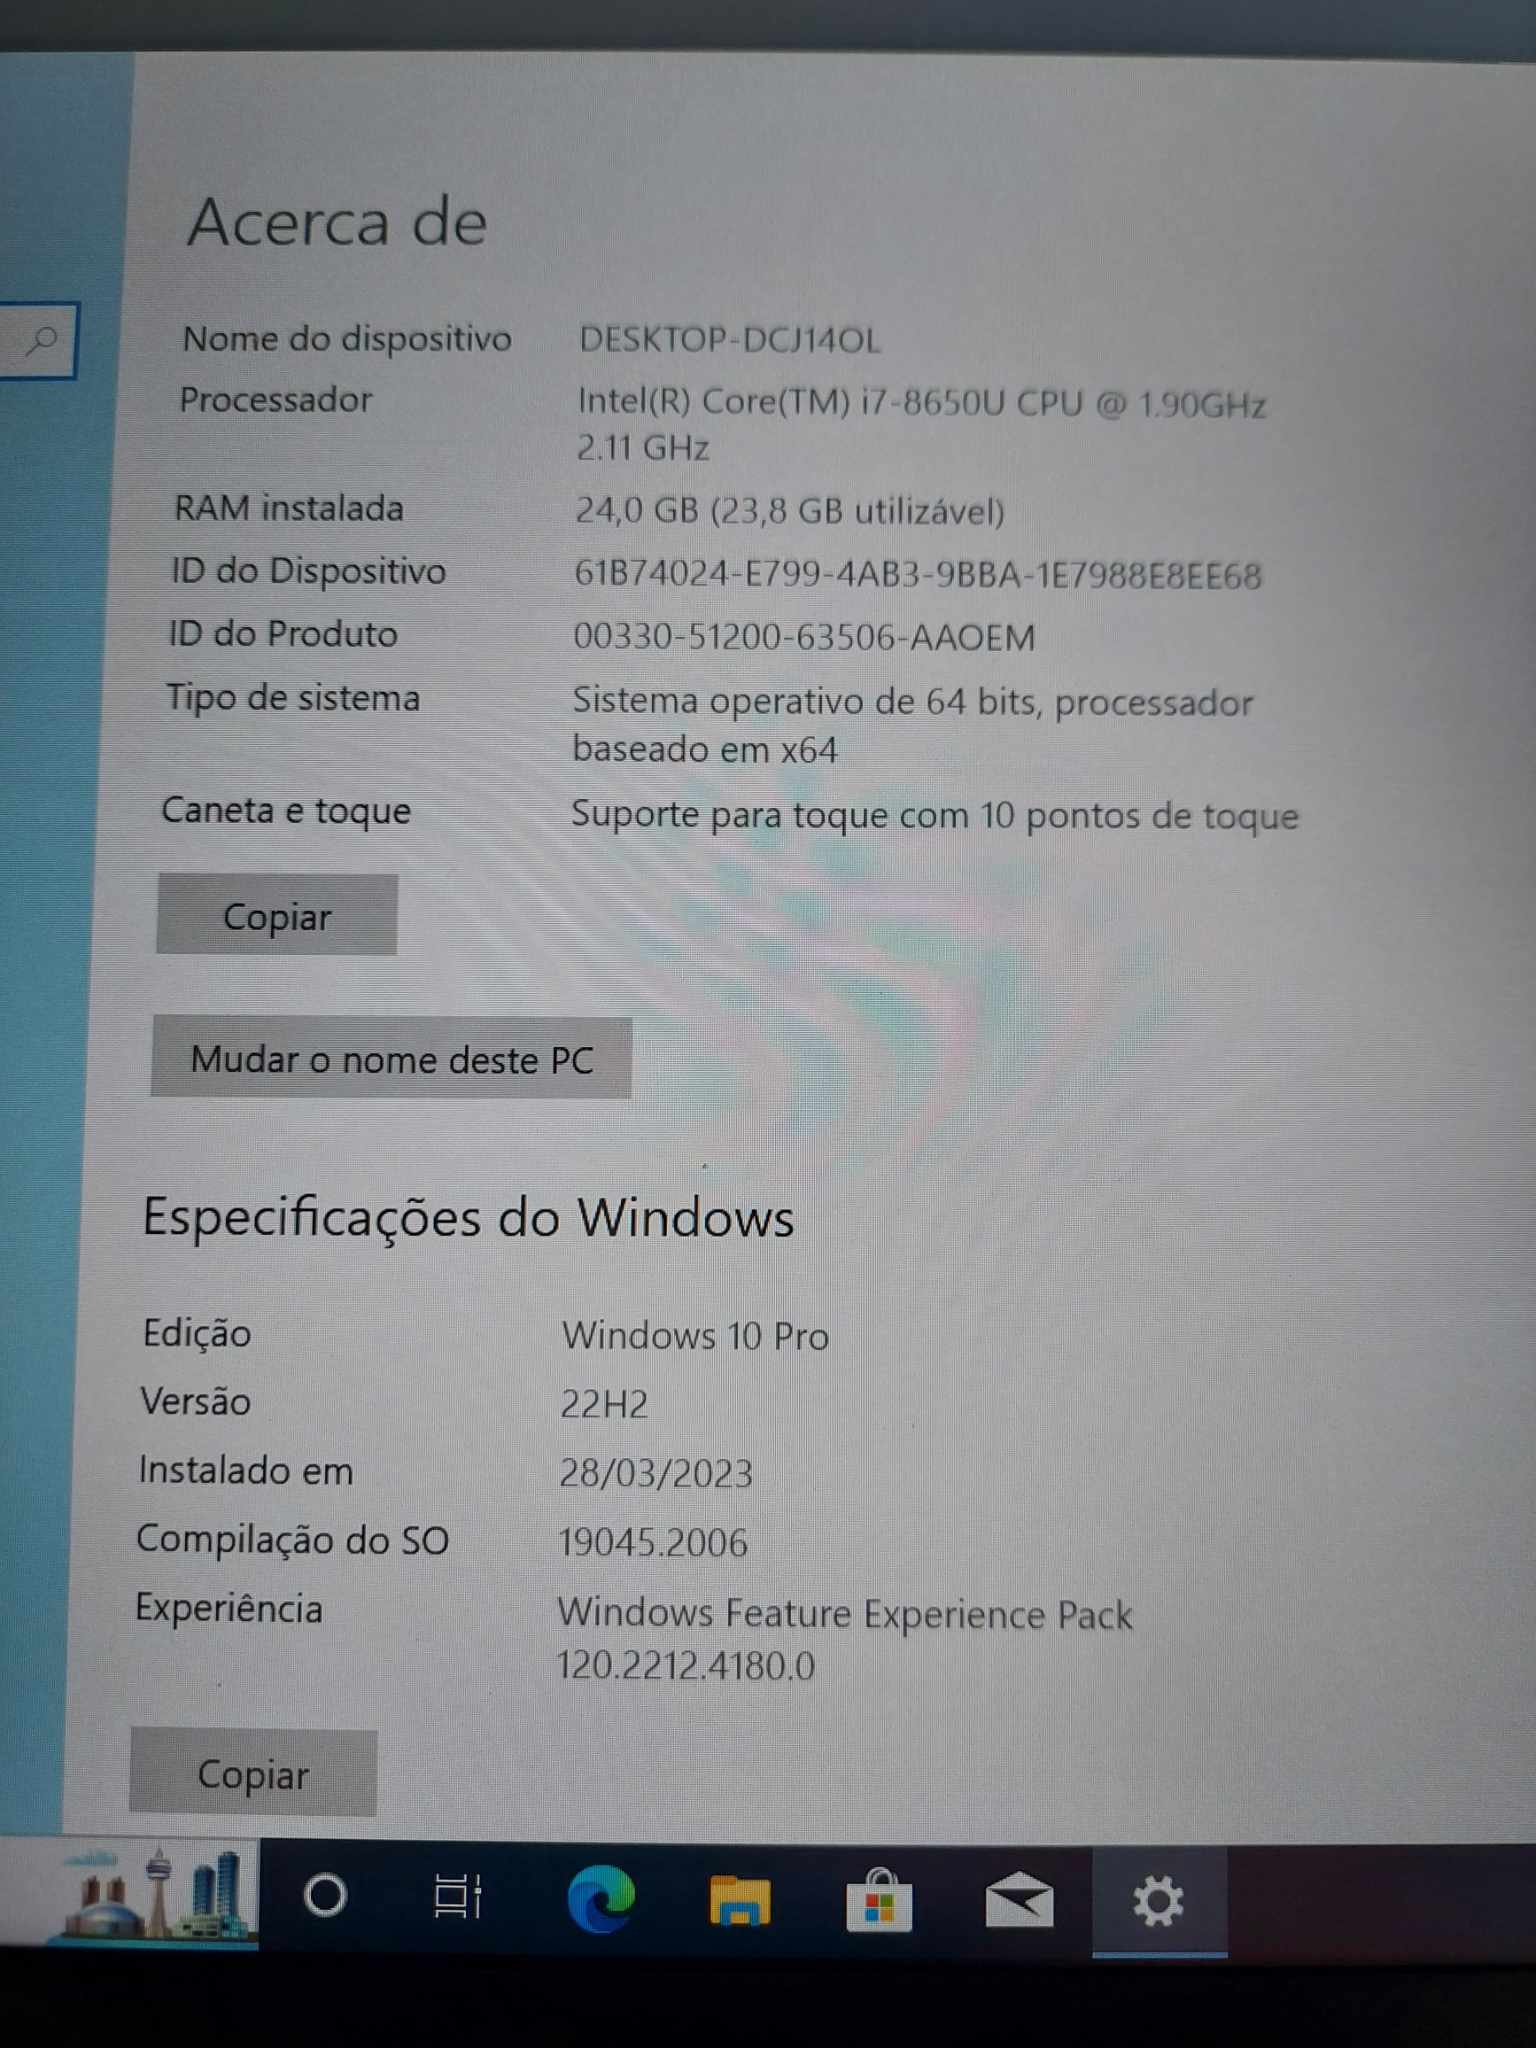 Acerca de
Nome do dispositivo DESKTOP-DCJ14OL
Processador Intel(R) Core(TM) i7-8650U CPU @ 1.90GHz
2.11 GHz
RAM instalada 24,0 GB (23,8 GB utilizável)
ID do Dispositivo 61B74024-E799-4AB3-9BBA-1E7988E8EE68
ID do Produto 00330-51200-63506-AAOEM
Tipo de sistema Sistema operativo de 64 bits, processador
baseado em x64
Caneta e toque Suporte para toque com 10 pontos de toque
Copiar
Mudar o nome deste PC
Especificações do Windows
Edição Windows 10 Pro
Versão 22H2
Instalado em 28/03/2023
Compilação do SO 19045.2006
Experiência Windows Feature Experience Pack
120.2212.4180.0
Copiar